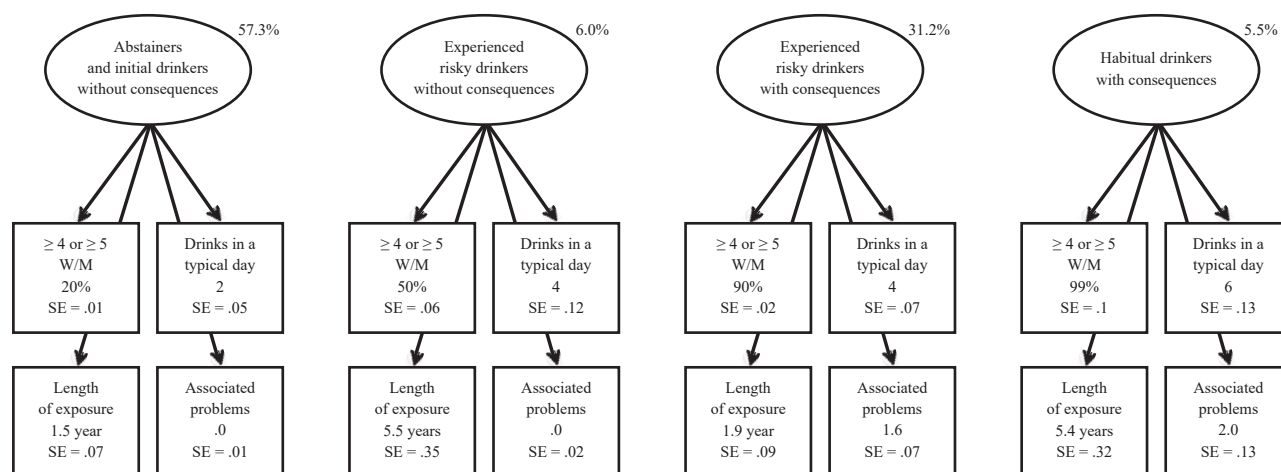 57.3%
Abstainers
and initial drinkers
without consequences
≥ 4 or ≥ 5
W/M
20%
SE = .01
Drinks in a
typical day
2
SE = .05
Length
of exposure
1.5 year
SE = .07
Associated
problems
.0
SE = .01
6.0%
Experienced
risky drinkers
without consequences
≥ 4 or ≥ 5
W/M
50%
SE = .06
Drinks in a
typical day
4
SE = .12
Length
of exposure
5.5 years
SE = .35
Associated
problems
.0
SE = .02
31.2%
Experienced
risky drinkers
with consequences
≥ 4 or ≥ 5
W/M
90%
SE = .02
Drinks in a
typical day
4
SE = .07
Length
of exposure
1.9 year
SE = .09
Associated
problems
1.6
SE = .07
5.5%
Habitual drinkers
with consequences
≥ 4 or ≥ 5
W/M
99%
SE = .1
Drinks in a
typical day
6
SE = .13
Length
of exposure
5.4 years
SE = .32
Associated
problems
2.0
SE = .13